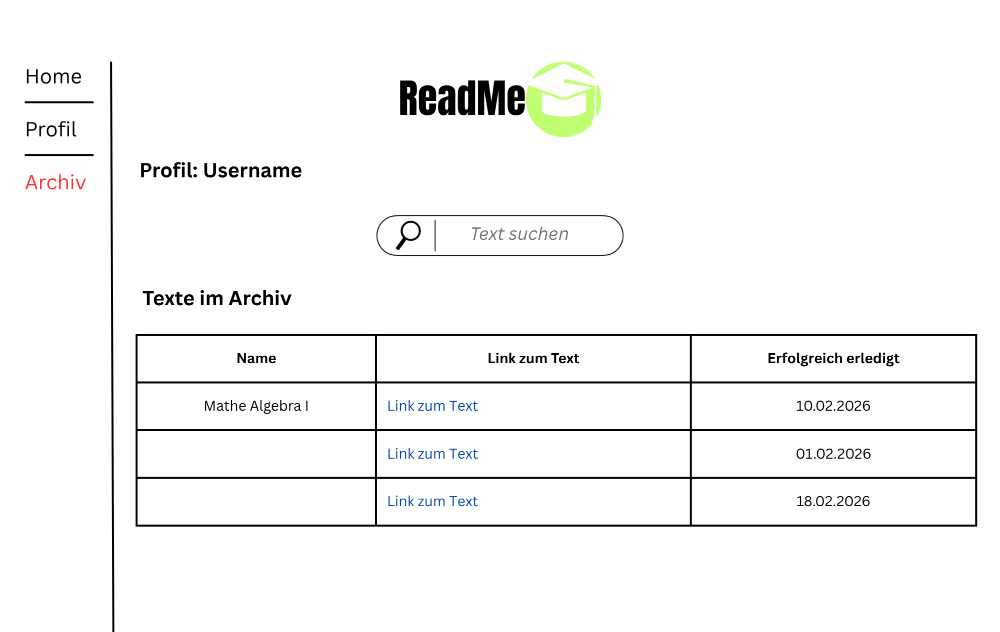 Home
Profil
Archiv
ReadMe
Profil: Username
Text suchen
Texte im Archiv
Name Link zum Text Erfolgreich erledigt
Mathe Algebra I Link zum Text 10.02.2026
Link zum Text 01.02.2026
Link zum Text 18.02.2026